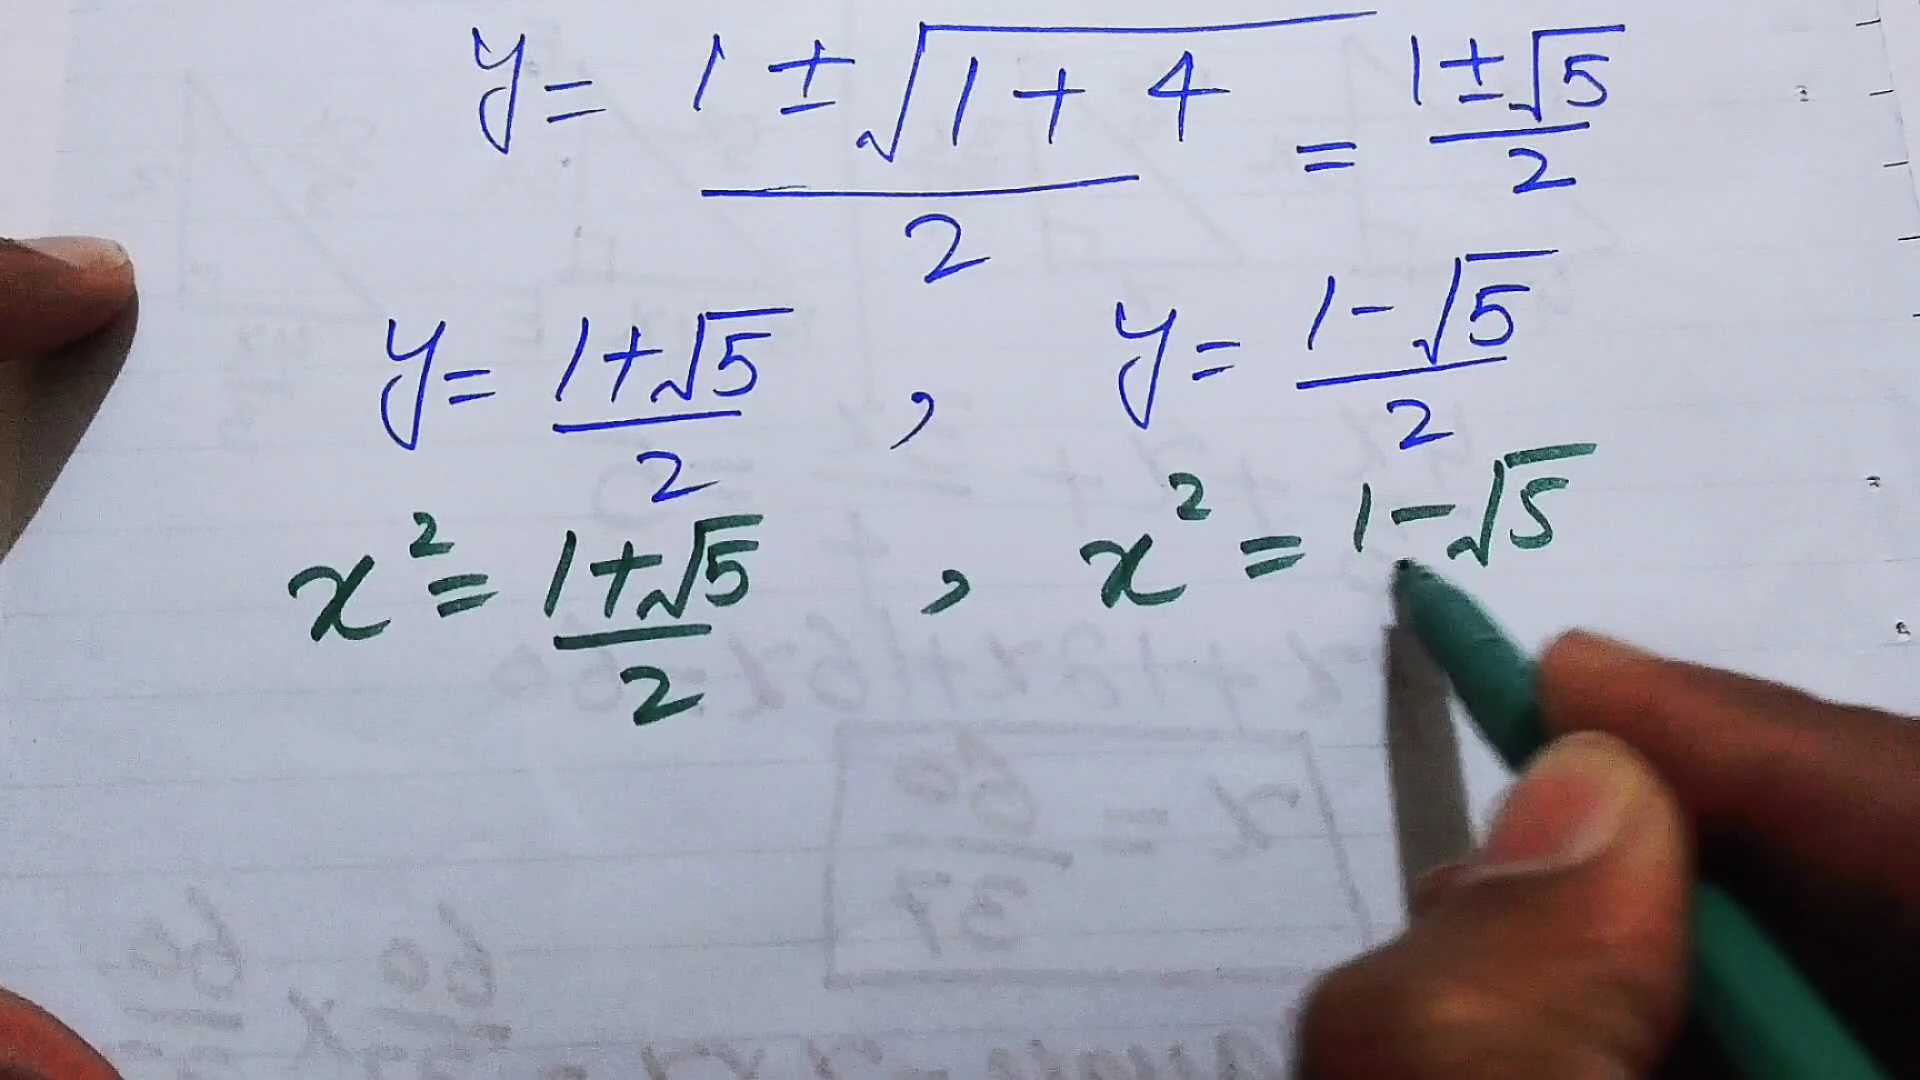 y = (1 ± √(1 + 4))/2 = (1 ± √5)/2
y = (1 + √5)/2 , y = (1 - √5)/2
x² = (1 + √5)/2 , x² = 1 - √5